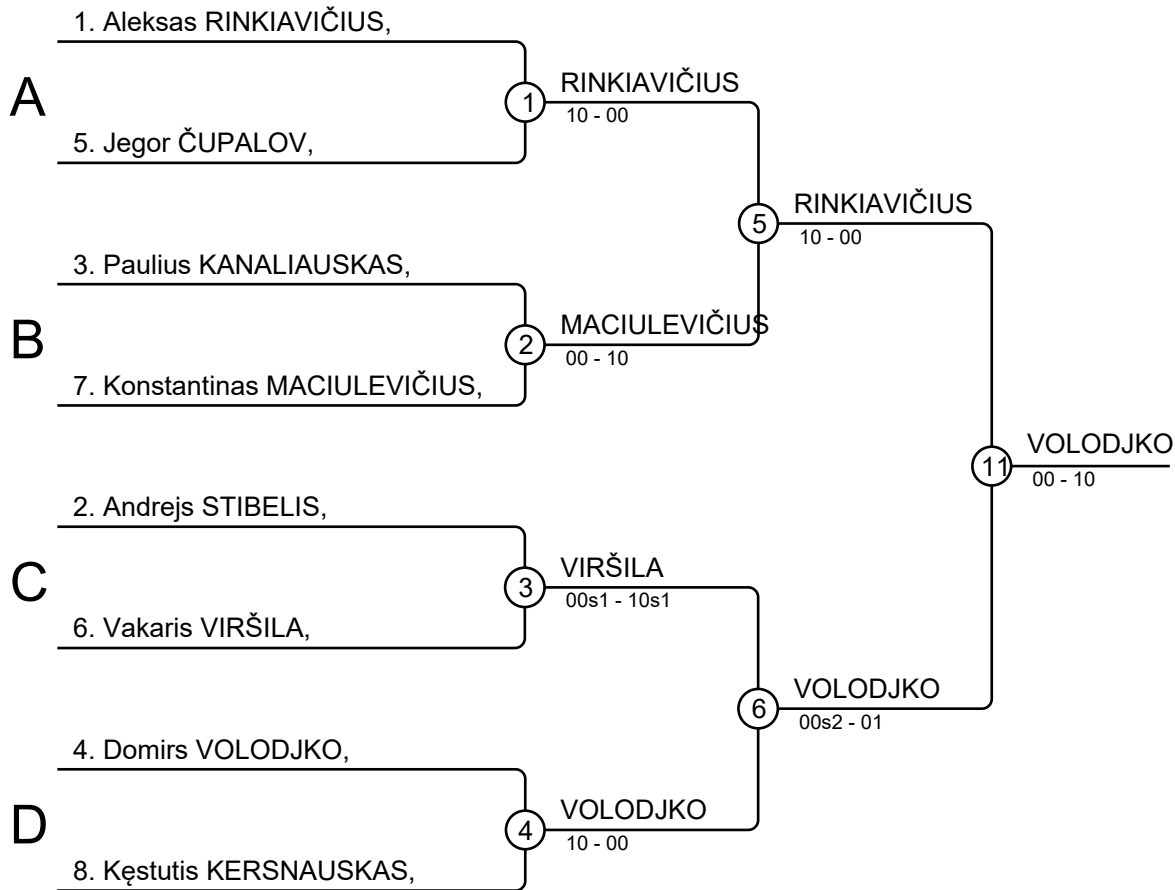 1. Aleksas RINKIAVIČIUS,
A
1
RINKIAVIČIUS
10 - 00
5. Jegor ČUPALOV,
5
RINKIAVIČIUS
10 - 00
3. Paulius KANALIAUSKAS,
B
2
MACIULEVIČIUS
00 - 10
7. Konstantinas MACIULEVIČIUS,
11
VOLODJKO
00 - 10
2. Andrejs STIBELIS,
C
3
VIRŠILA
00s1 - 10s1
6. Vakaris VIRŠILA,
6
VOLODJKO
00s2 - 01
4. Domirs VOLODJKO,
D
4
VOLODJKO
10 - 00
8. Kęstutis KERSNAUSKAS,